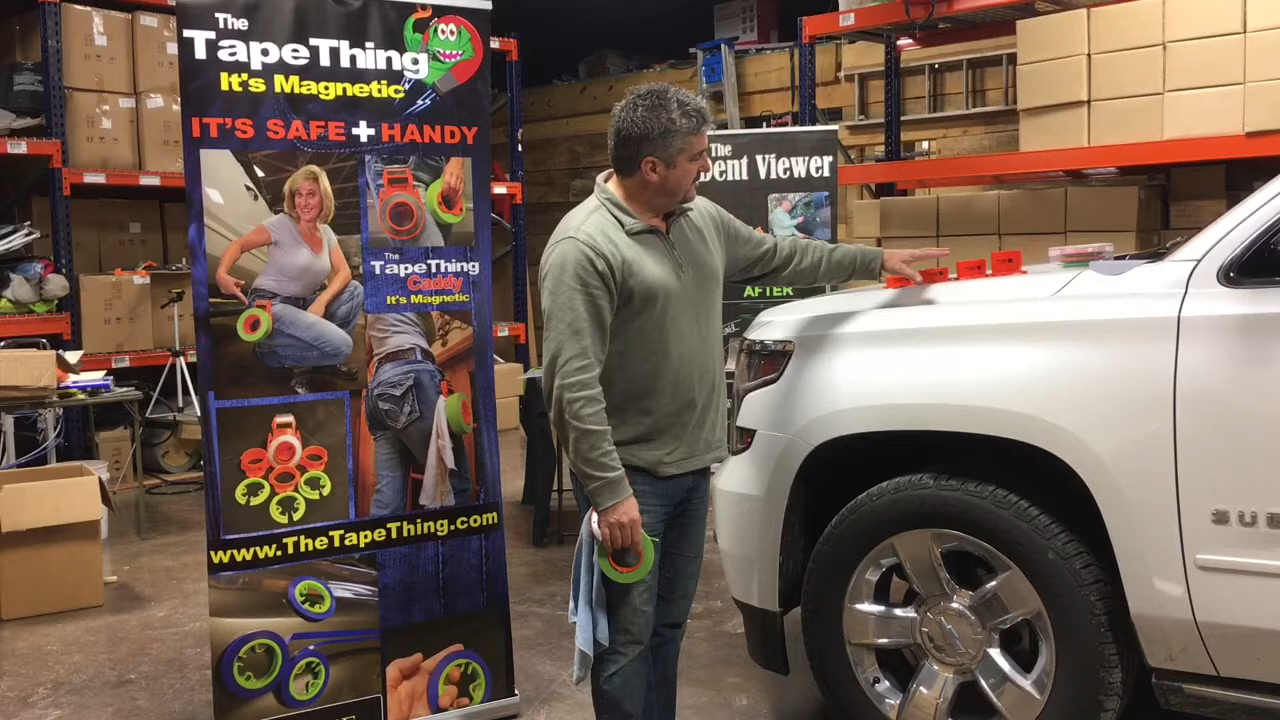 The
TapeThing
It's Magnetic
IT'S SAFE + HANDY
The
TapeThing
Caddy
It's Magnetic
www.TheTapeThing.com
The
Dent Viewer
AFTER
SU